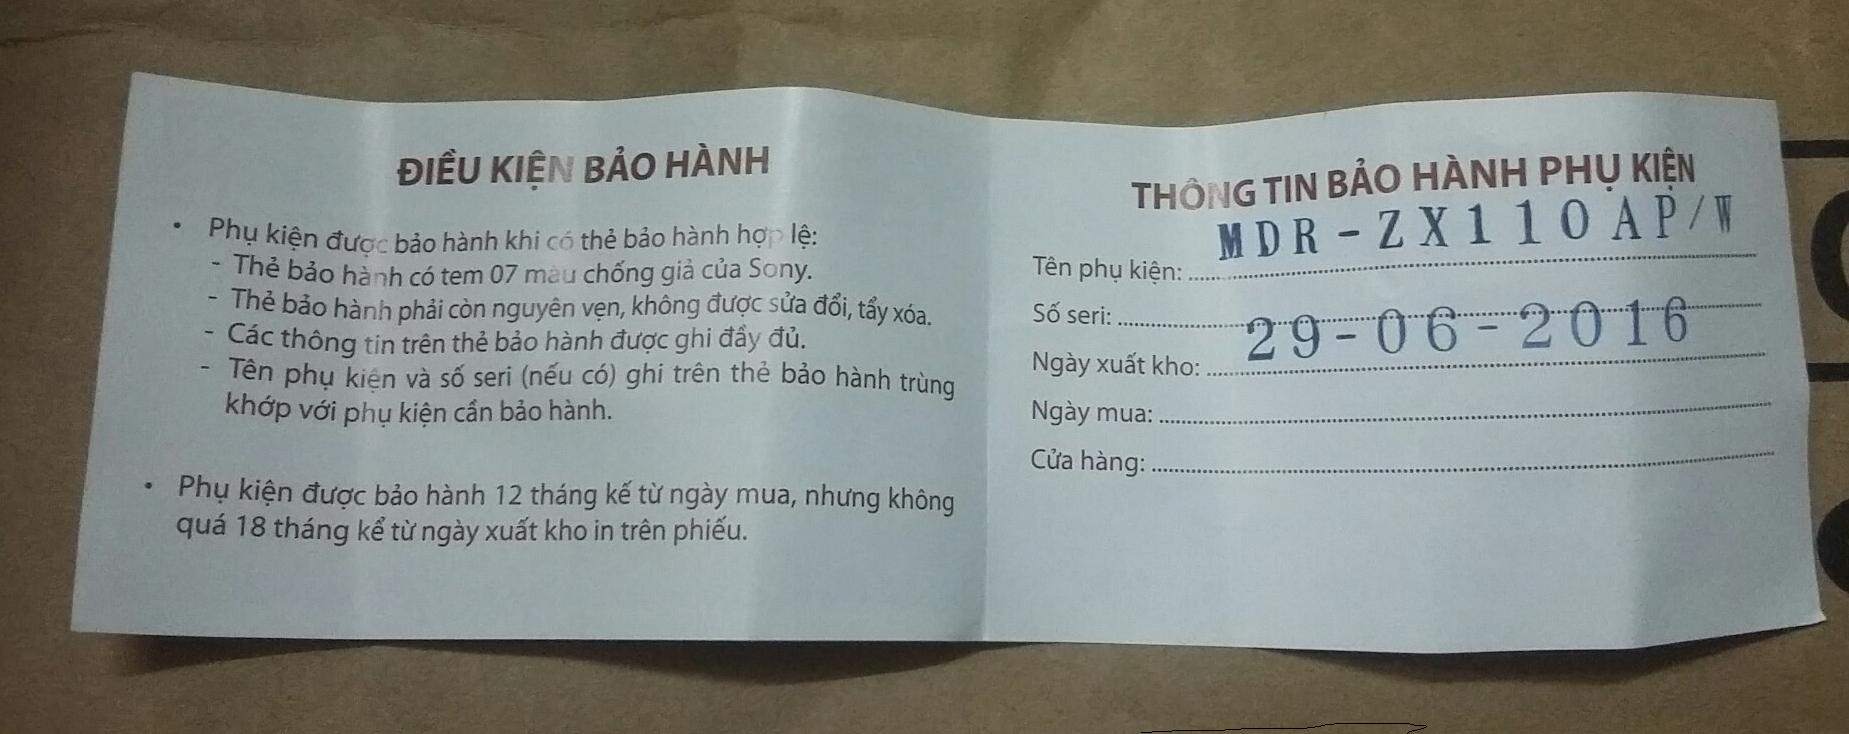 ĐIỀU KIỆN BẢO HÀNH
• Phụ kiện được bảo hành khi có thẻ bảo hành hợp lệ:
- Thẻ bảo hành có tem 07 màu chống giả của Sony.
- Thẻ bảo hành phải còn nguyên vẹn, không được sửa đổi, tẩy xóa.
- Các thông tin trên thẻ bảo hành được ghi đầy đủ.
- Tên phụ kiện và số seri (nếu có) ghi trên thẻ bảo hành trùng
khớp với phụ kiện cần bảo hành.
• Phụ kiện được bảo hành 12 tháng kể từ ngày mua, nhưng không
quá 18 tháng kể từ ngày xuất kho in trên phiếu.
THÔNG TIN BẢO HÀNH PHỤ KIỆN
Tên phụ kiện: MDR-ZX110AP/W
Số seri:
Ngày xuất kho: 29-06-2016
Ngày mua:
Cửa hàng: